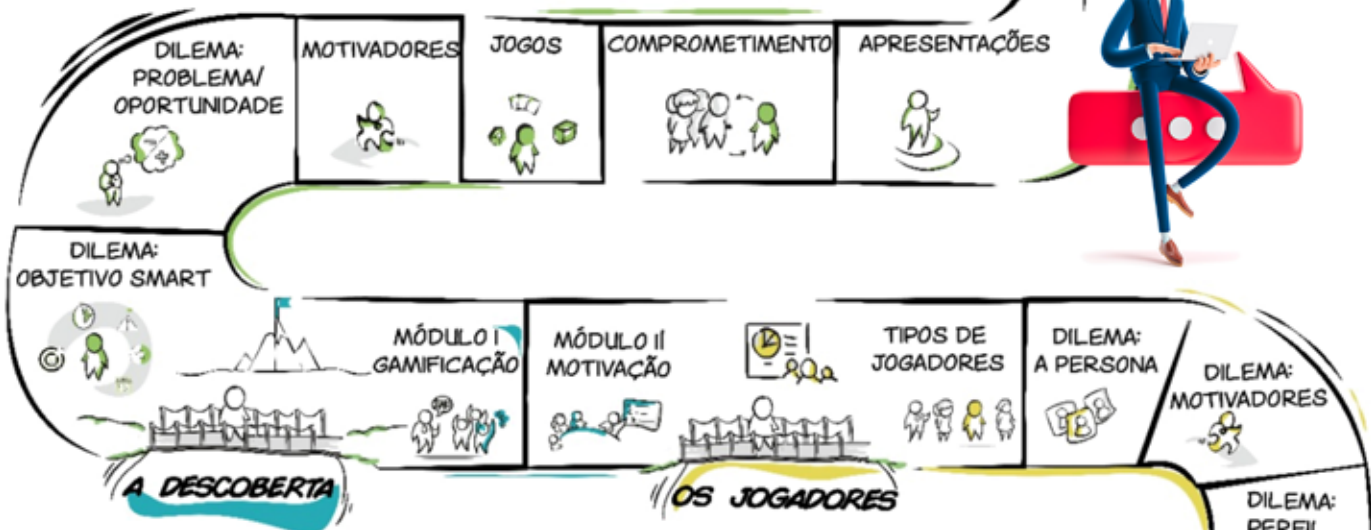 DILEMA:
PROBLEMA/
OPORTUNIDADE
MOTIVADORES
JOGOS
COMPROMETIMENTO
APRESENTAÇÕES
DILEMA:
OBJETIVO SMART
MÓDULO I
GAMIFICAÇÃO
MÓDULO II
MOTIVAÇÃO
TIPOS DE
JOGADORES
DILEMA:
A PERSONA
DILEMA:
MOTIVADORES
A DESCOBERTA
OS JOGADORES
DILEMA:
PERFIL